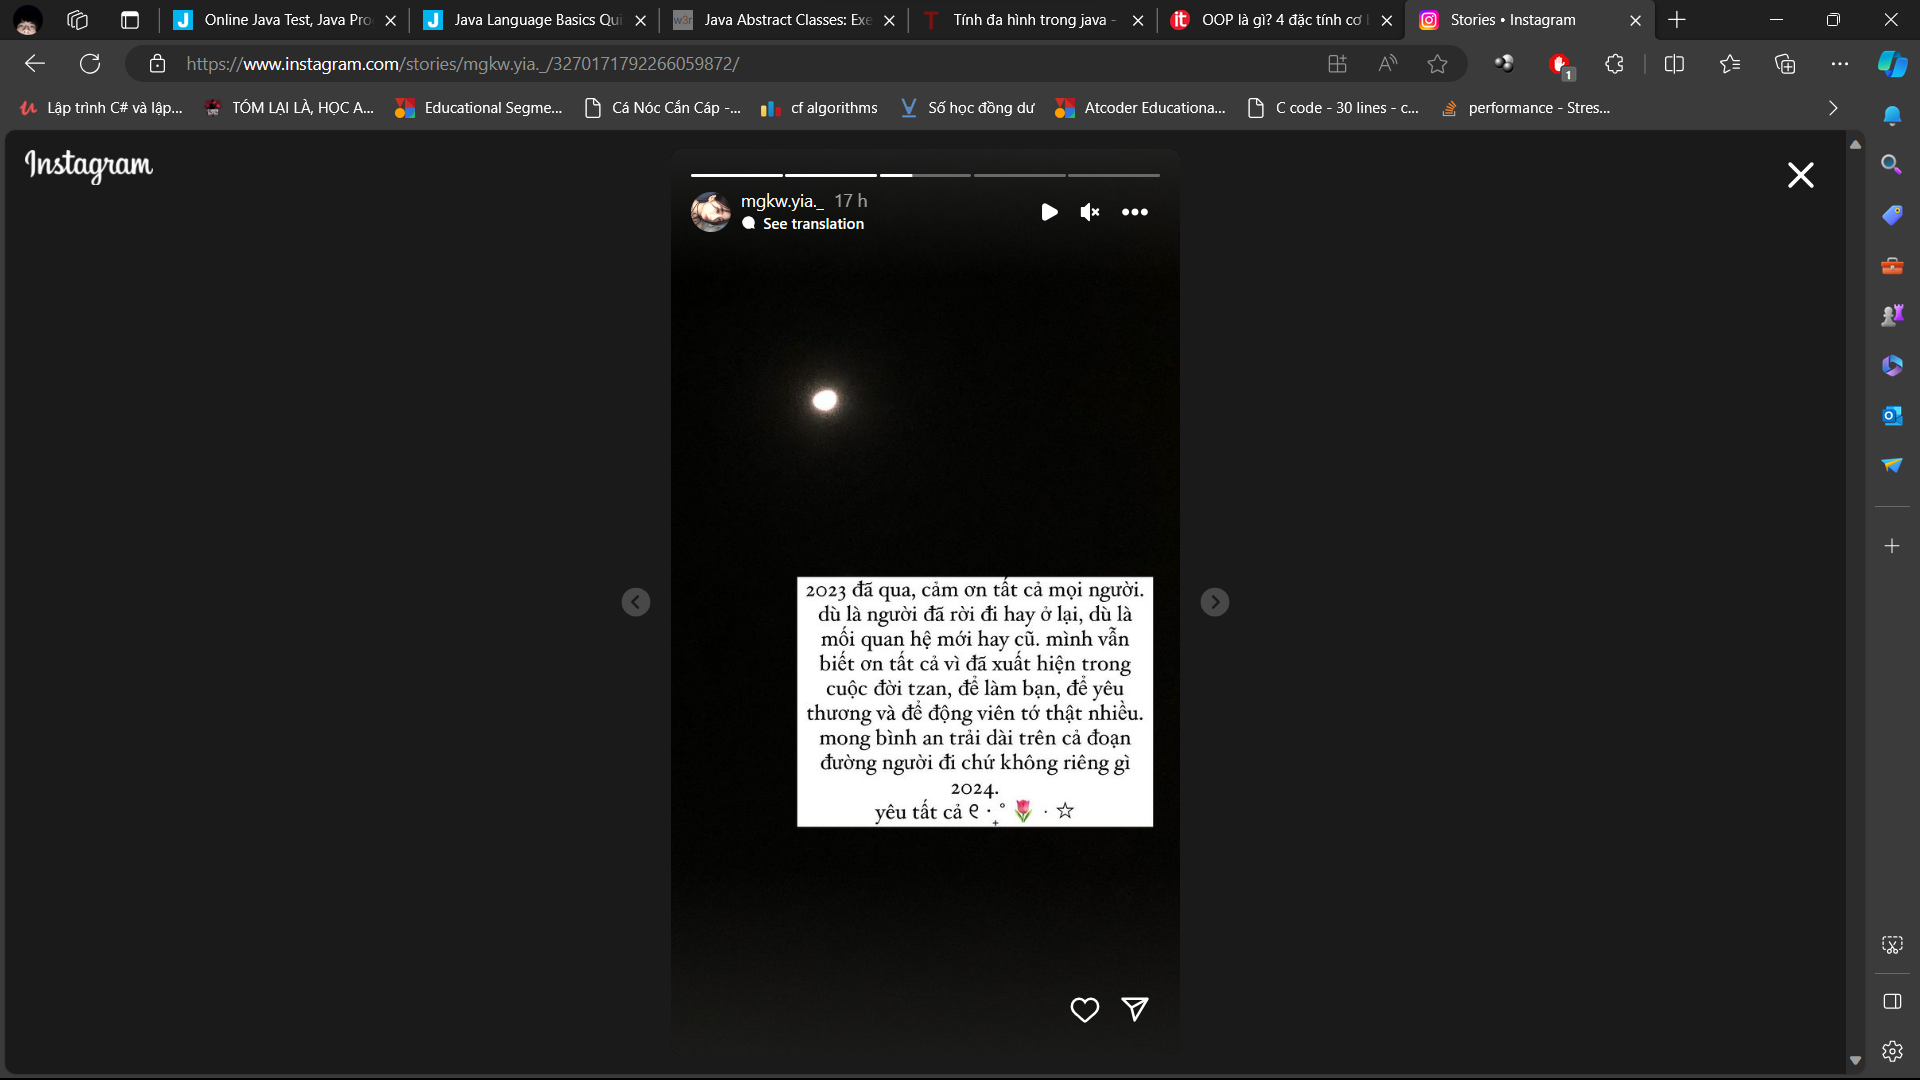 Online Java Test, Java Pro
Java Language Basics Qui
w3r
Java Abstract Classes: Exe
T
Tính đa hình trong java -
it
OOP là gì? 4 đặc tính cơ b
Stories • Instagram
https://www.instagram.com/stories/mgkw.yia._/3270171792266059872/
1
Lập trình C# và lập...
TÓM LẠI LÀ, HỌC A...
Educational Segme...
Cá Nóc Cắn Cáp -...
cf algorithms
Số học đồng dư
Atcoder Educationa...
C code - 30 lines - c...
performance - Stres...
Instagram
mgkw.yia._ 17 h
See translation
2023 đã qua, cảm ơn tất cả mọi người.
dù là người đã rời đi hay ở lại, dù là
mối quan hệ mới hay cũ. mình vẫn
biết ơn tất cả vì đã xuất hiện trong
cuộc đời tzan, để làm bạn, để yêu
thương và để động viên tớ thật nhiều.
mong bình an trải dài trên cả đoạn
đường người đi chứ không riêng gì
2024.
yêu tất cả ୧ ‧₊˚ 🌷 ⋅ ☆